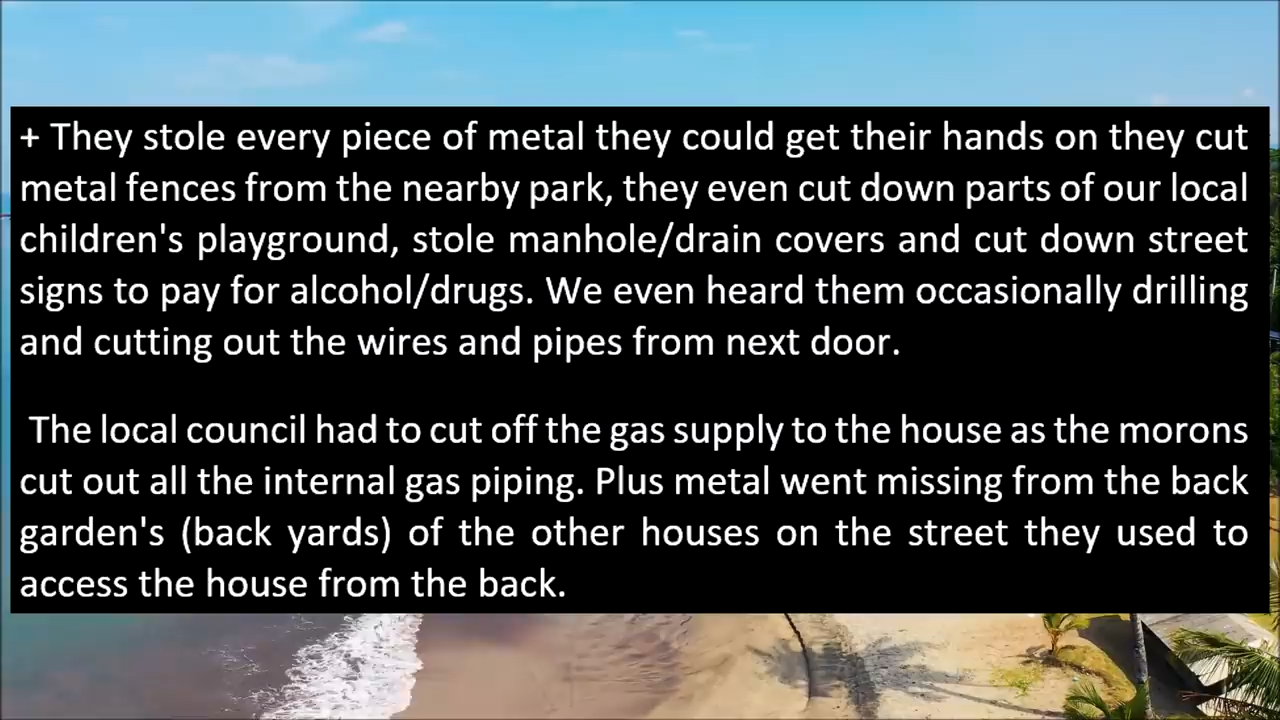 + They stole every piece of metal they could get their hands on they cut
metal fences from the nearby park, they even cut down parts of our local
children's playground, stole manhole/drain covers and cut down street
signs to pay for alcohol/drugs. We even heard them occasionally drilling
and cutting out the wires and pipes from next door.
The local council had to cut off the gas supply to the house as the morons
cut out all the internal gas piping. Plus metal went missing from the back
garden's (back yards) of the other houses on the street they used to
access the house from the back.